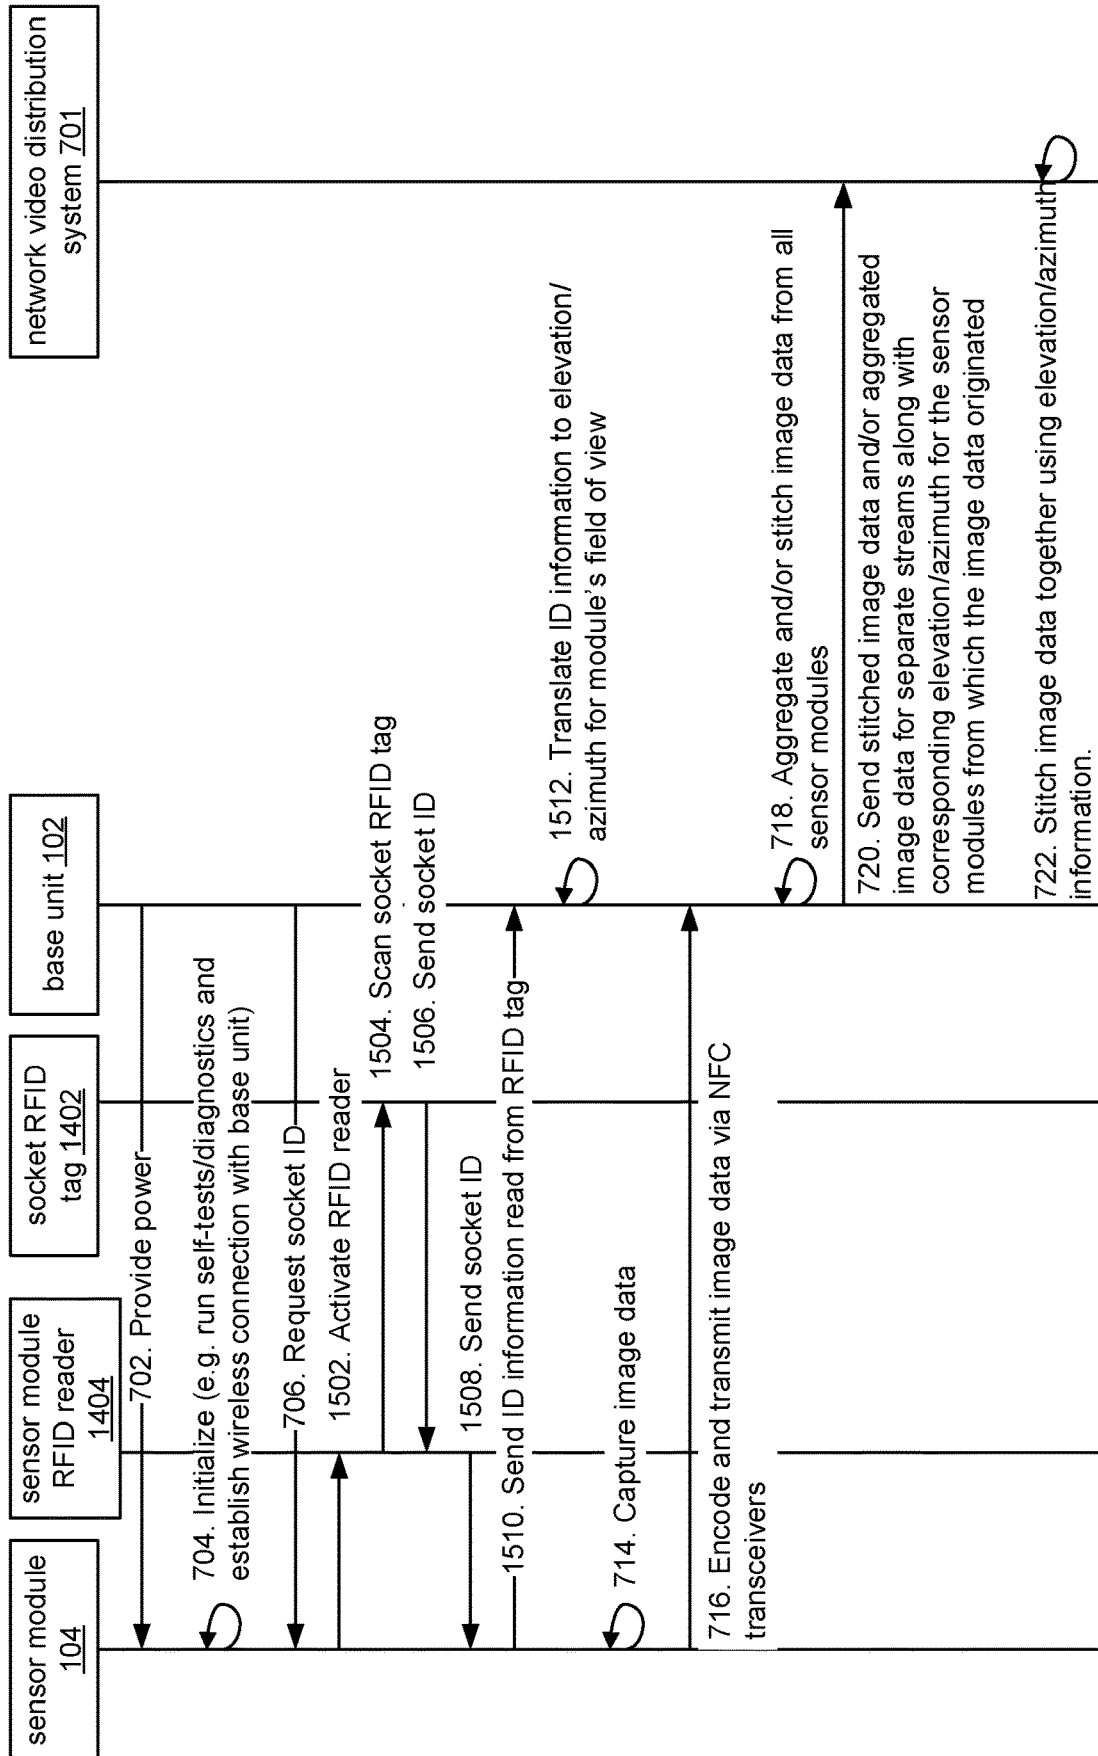 sensor module
104
sensor module
RFID reader
1404
socket RFID
tag 1402
base unit 102
network video distribution
system 701
702. Provide power
704. Initialize (e.g. run self-tests/diagnostics and
establish wireless connection with base unit)
706. Request socket ID
1502. Activate RFID reader
1504. Scan socket RFID tag
1506. Send socket ID
1508. Send socket ID
1510. Send ID information read from RFID tag
1512. Translate ID information to elevation/
azimuth for module's field of view
714. Capture image data
716. Encode and transmit image data via NFC
transceivers
718. Aggregate and/or stitch image data from all
sensor modules
720. Send stitched image data and/or aggregated
image data for separate streams along with
corresponding elevation/azimuth for the sensor
modules from which the image data originated
722. Stitch image data together using elevation/azimuth
information.